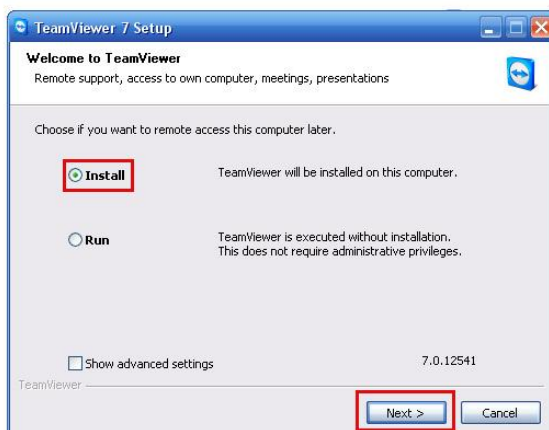 TeamViewer 7 Setup
Welcome to TeamViewer
Remote support, access to own computer, meetings, presentations
Choose if you want to remote access this computer later.
Install
TeamViewer will be installed on this computer.
Run
TeamViewer is executed without installation.
This does not require administrative privileges.
Show advanced settings
7.0.12541
TeamViewer
Next >
Cancel